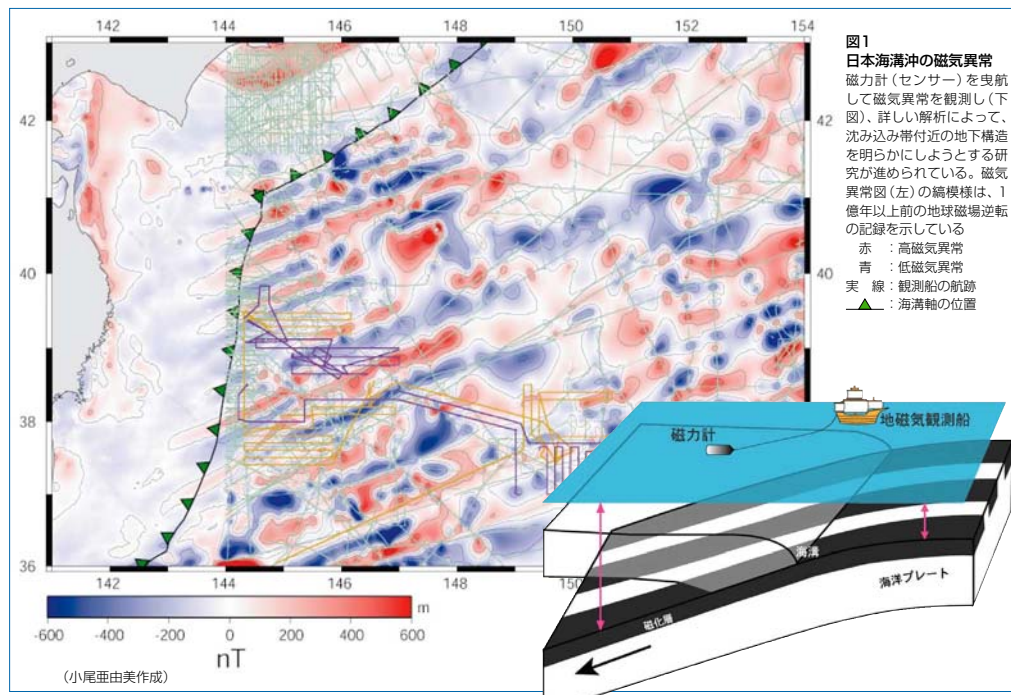 142 144 146 148 150 152 154
42
40
38
36
42
40
142 144 146 148 150
-600 -400 -200 0 200 400 600
m
nT
(小尾亜由美作成)
図1
日本海溝沖の磁気異常
磁力計(センサー)を曳航
して磁気異常を観測し(下
図)、詳しい解析によって、
沈み込み帯付近の地下構造
を明らかにしようとする研
究が進められている。磁気
異常図(左)の縞模様は、1
億年以上前の地球磁場逆転
の記録を示している
赤 :高磁気異常
青 :低磁気異常
実 線:観測船の航跡
:海溝軸の位置
地磁気観測船
磁力計
海溝
海洋プレート
磁化層